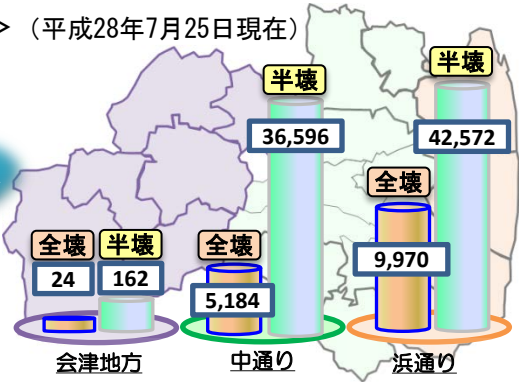 > (平成28年7月25日現在)
半壊
半壊
36,596
42,572
全壊
全壊
半壊
全壊
24
162
9,970
5,184
会津地方
中通り
浜通り